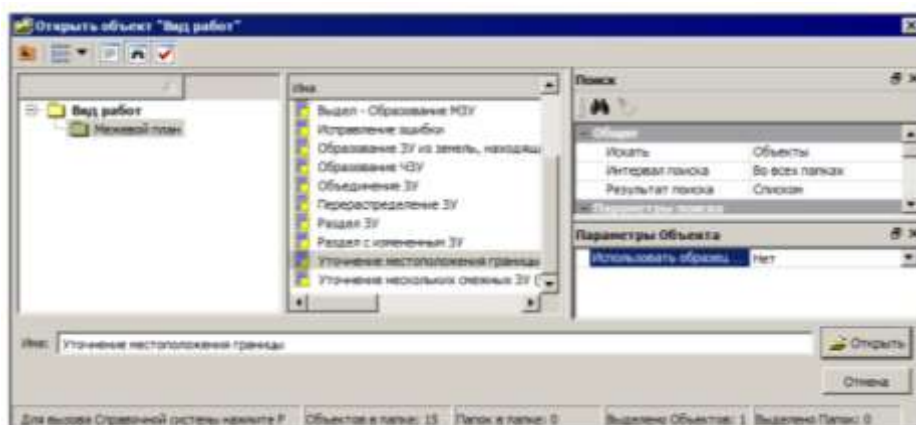 Открыть объект "Вид работ"
Вид работ
Межевой план
Имя
Выдел - Образование МЗУ
Исправление ошибки
Образование ЗУ из земель, находящ
Образование ЧЗУ
Объединение ЗУ
Перераспределение ЗУ
Раздел ЗУ
Раздел с измененным ЗУ
Уточнение местоположения границы
Уточнение нескольких смежных ЗУ (
Поиск
Общие
Искать Объекты
Интервал поиска Во всех папках
Результат поиска Списком
Параметры поиска
Параметры Объекта
Использовать образец Нет
Имя: Уточнение местоположения границы
Открыть
Отмена
Для вызова Справочной системы нажмите F
Объектов в папке: 15
Папок в папке: 0
Выделено Объектов: 1
Выделено Папок: 0